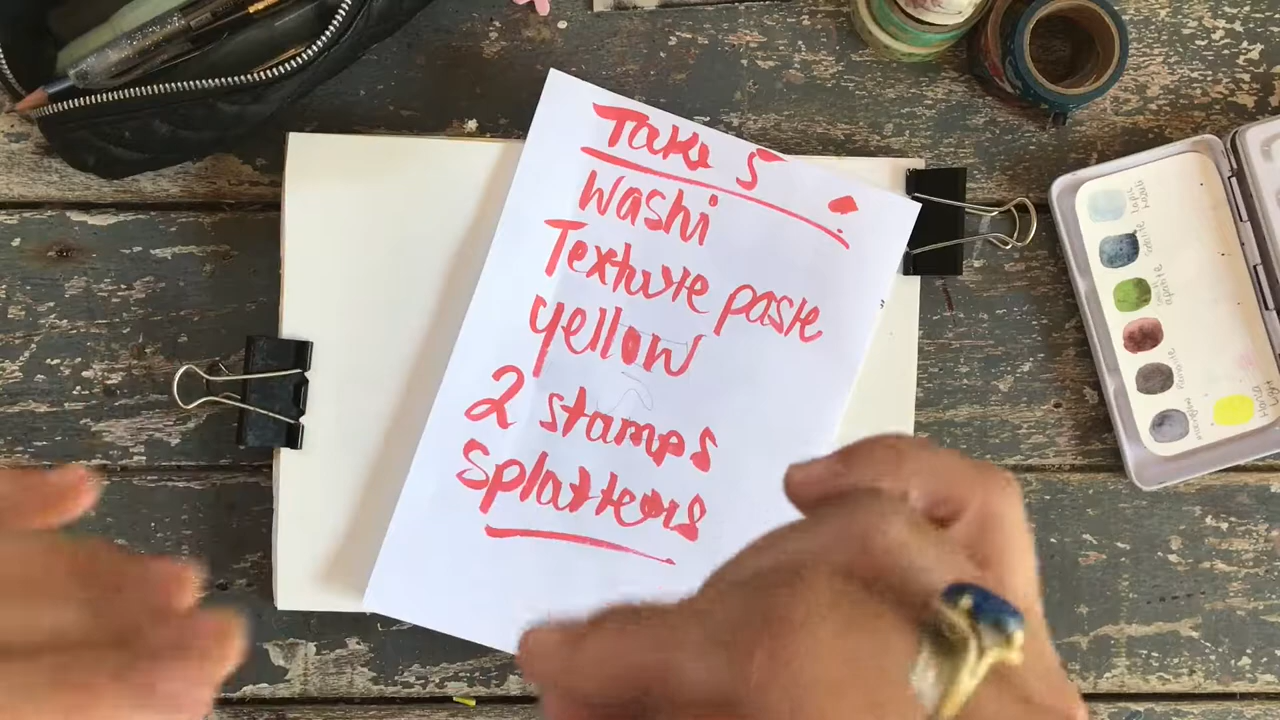 Take 5
Washi
Texture paste
yellow
2 stamps
Splatters